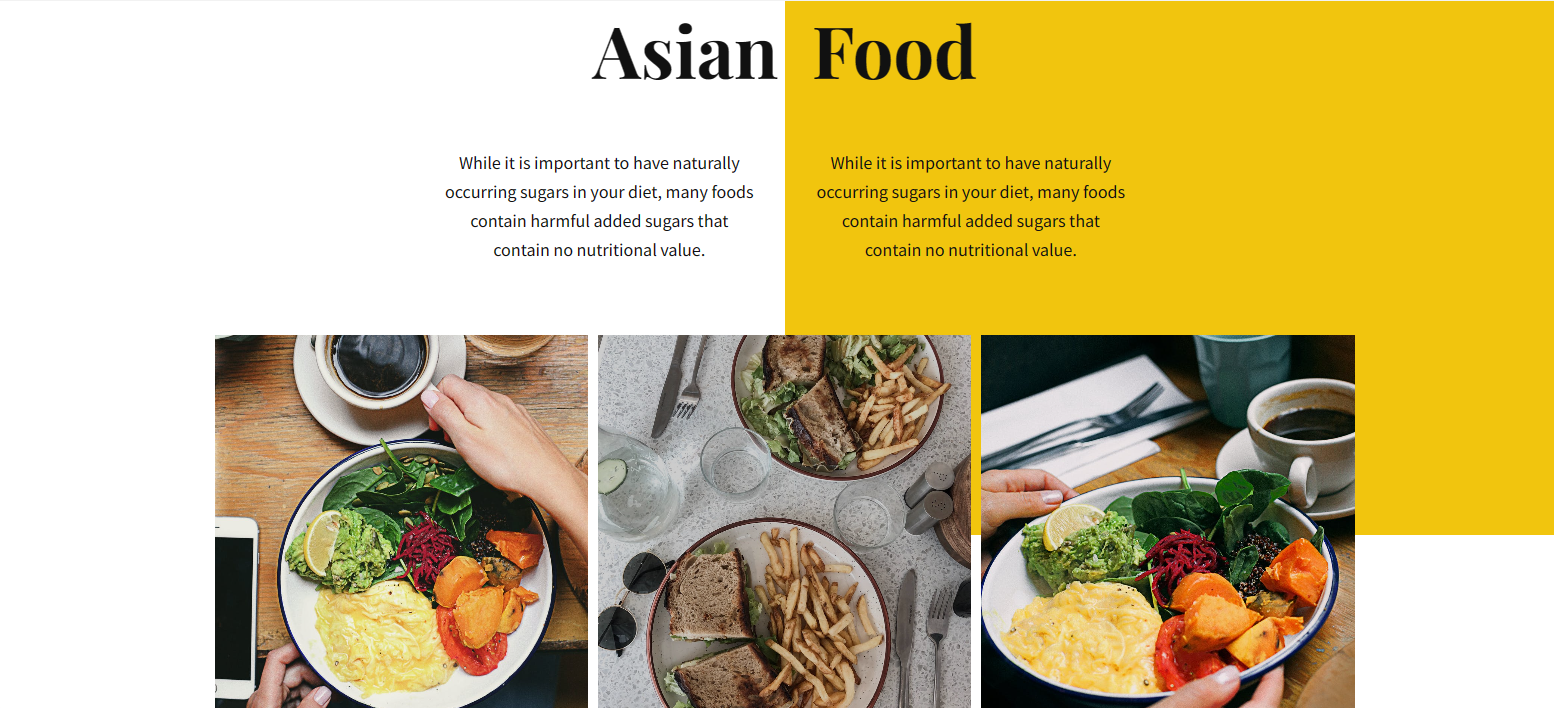 Asian Food
While it is important to have naturally
occurring sugars in your diet, many foods
contain harmful added sugars that
contain no nutritional value.
While it is important to have naturally
occurring sugars in your diet, many foods
contain harmful added sugars that
contain no nutritional value.